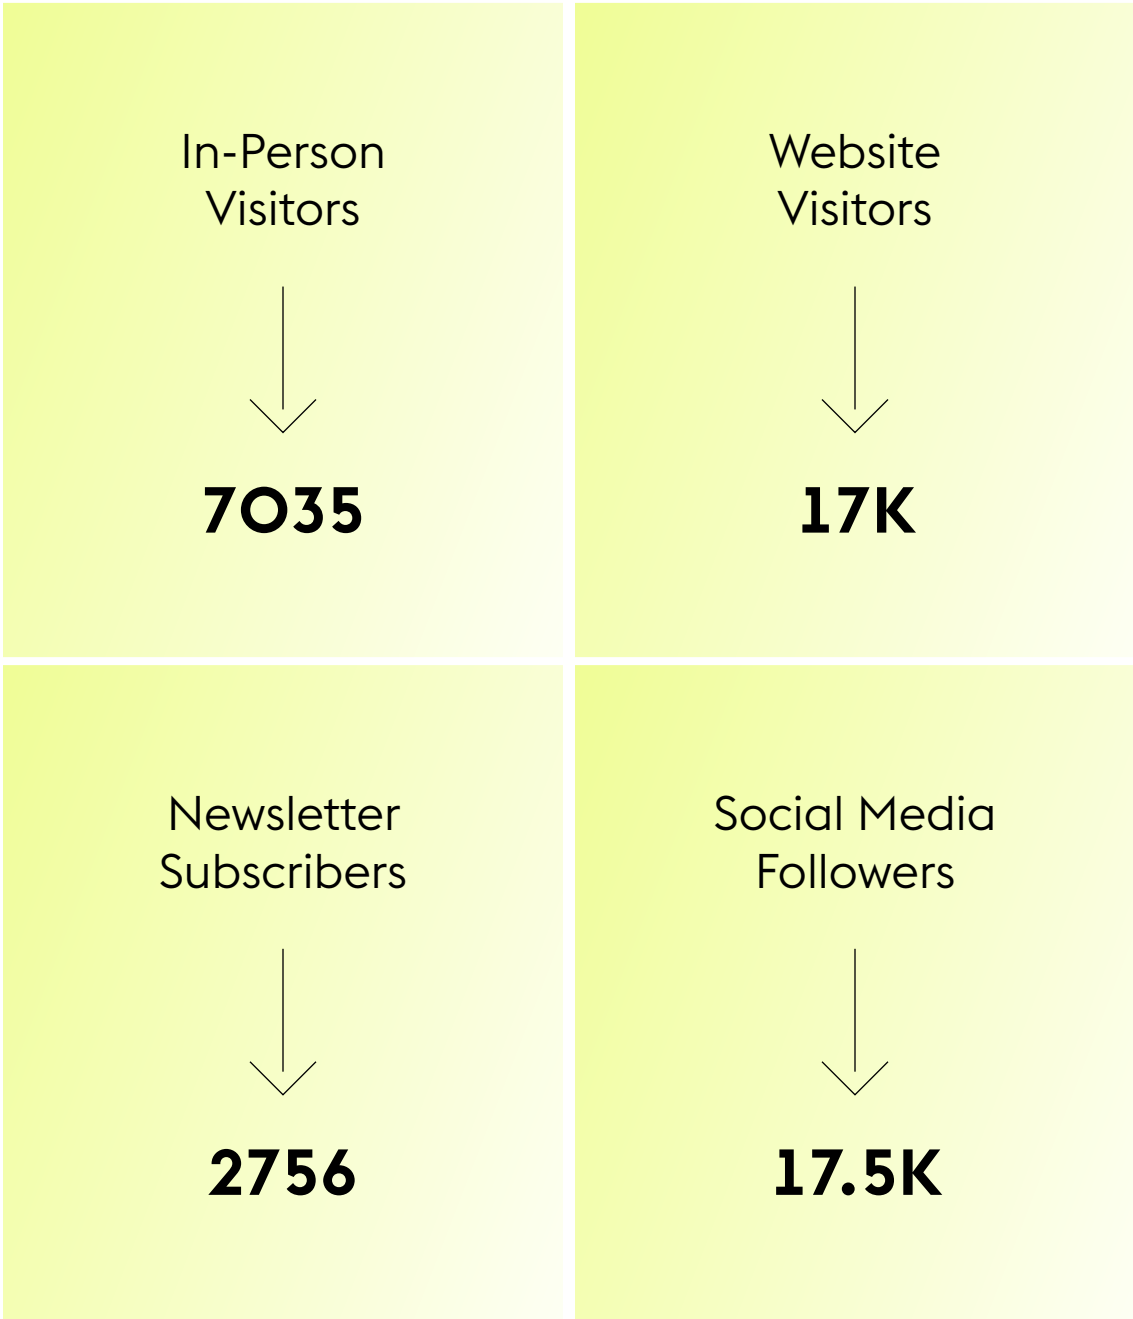 In-Person
Visitors
7035
Website
Visitors
17K
Newsletter
Subscribers
2756
Social Media
Followers
17.5K